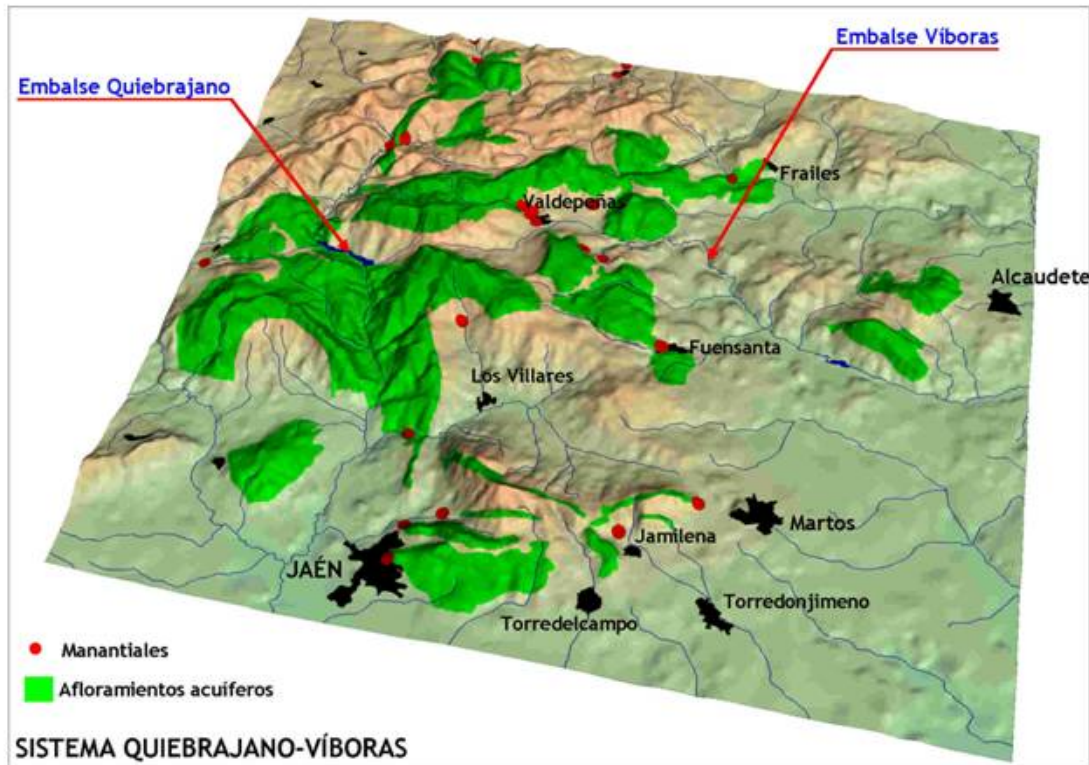 Embalse Víboras
Embalse Quiebrajano
Frailes
Valdepeñas
Alcaudete
Fuensanta
Los Villares
Martos
Jamilena
JAÉN
Torredonjimeno
Torredelcampo
Manantiales
Afloramientos acuíferos
SISTEMA QUIEBRAJANO-VÍBORAS